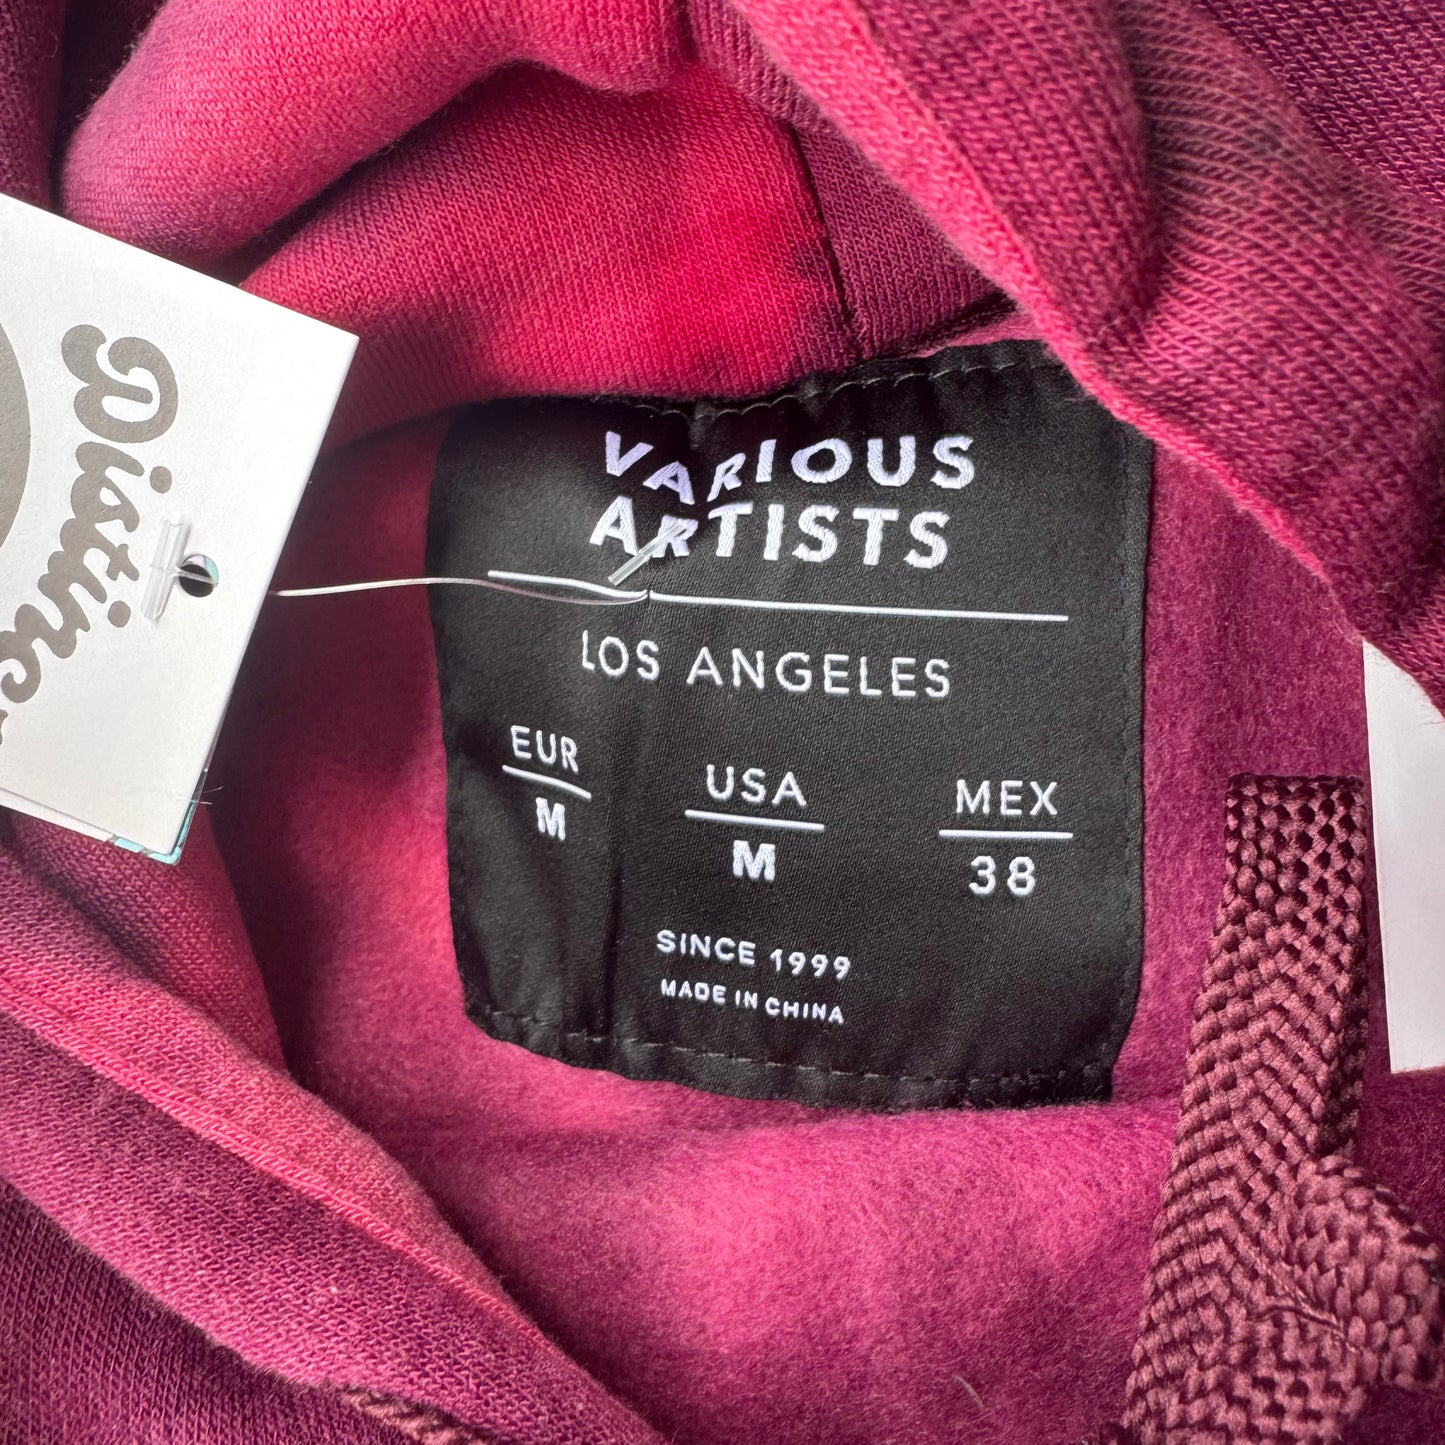 VARIOUS
ARTISTS
LOS ANGELES
EUR
M
USA
M
MEX
38
SINCE 1999
MADE IN CHINA